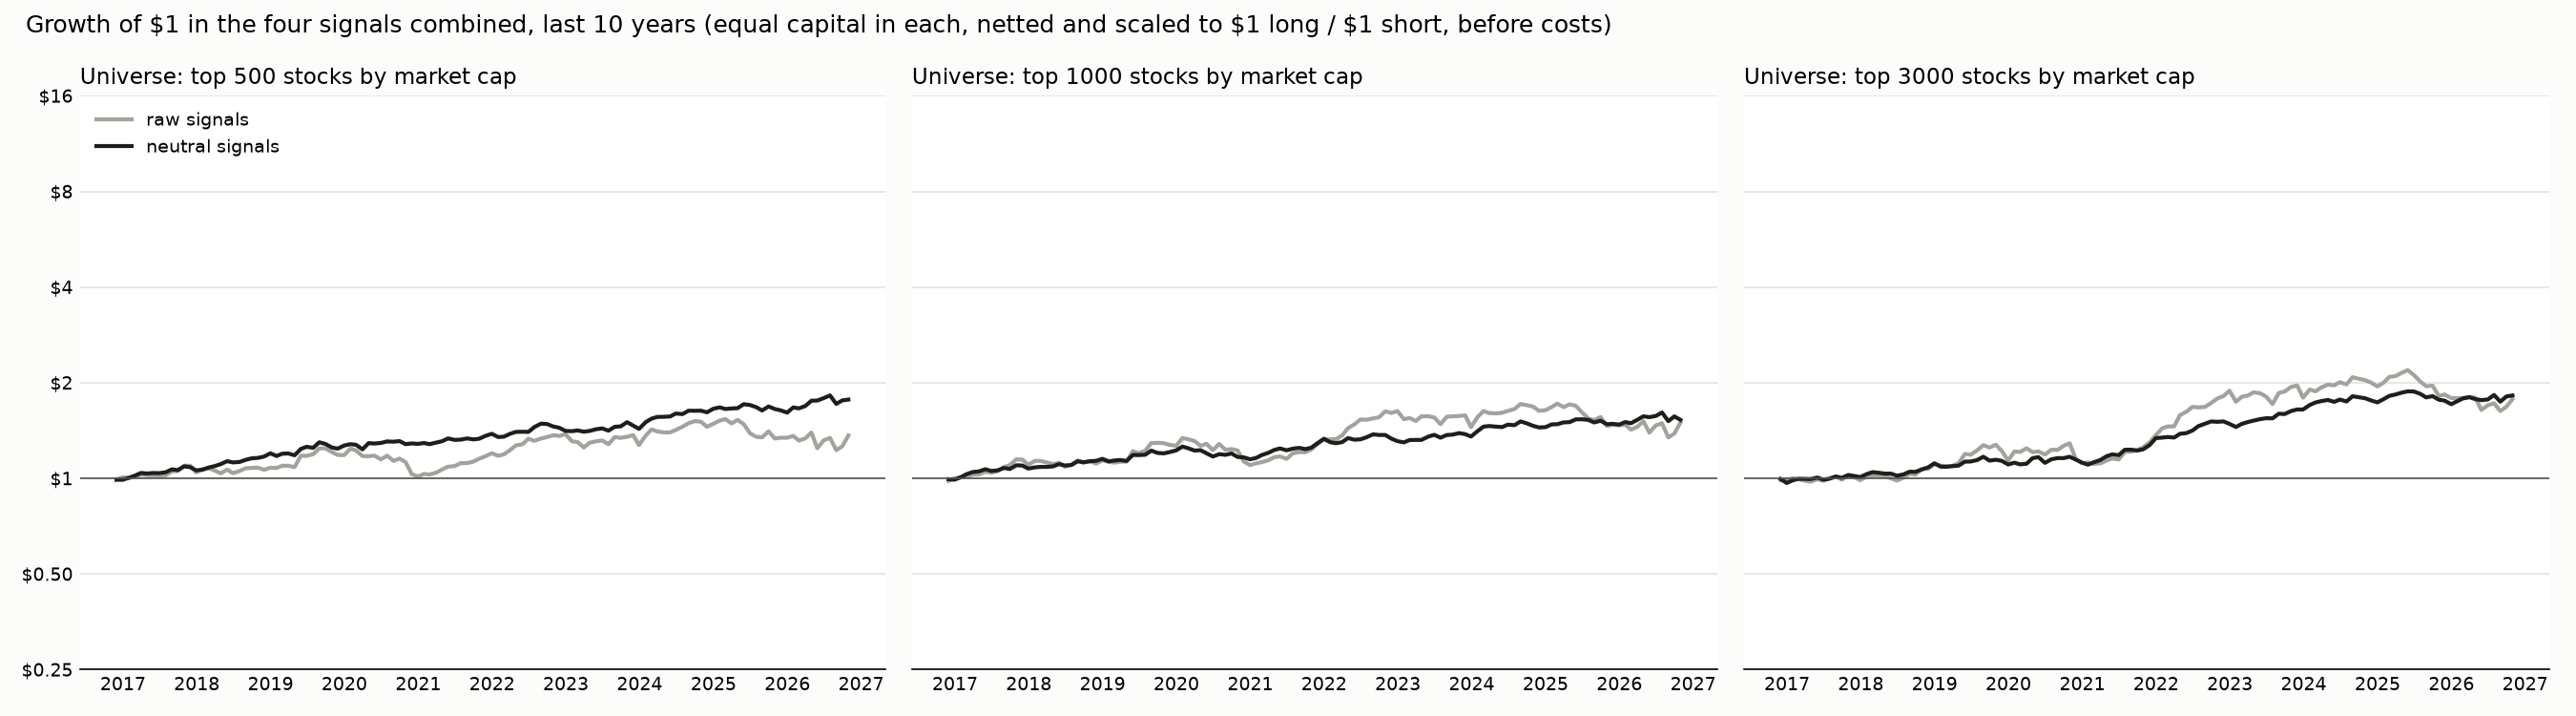 Growth of $1 in the four signals combined, last 10 years (equal capital in each, netted and scaled to $1 long / $1 short, before costs)
Universe: top 500 stocks by market cap
$16
raw signals
neutral signals
$8
$4
$2
$1
$0.50
$0.25
2017 2018 2019 2020 2021 2022 2023 2024 2025 2026 2027
Universe: top 1000 stocks by market cap
2017 2018 2019 2020 2021 2022 2023 2024 2025 2026 2027
Universe: top 3000 stocks by market cap
2017 2018 2019 2020 2021 2022 2023 2024 2025 2026 2027